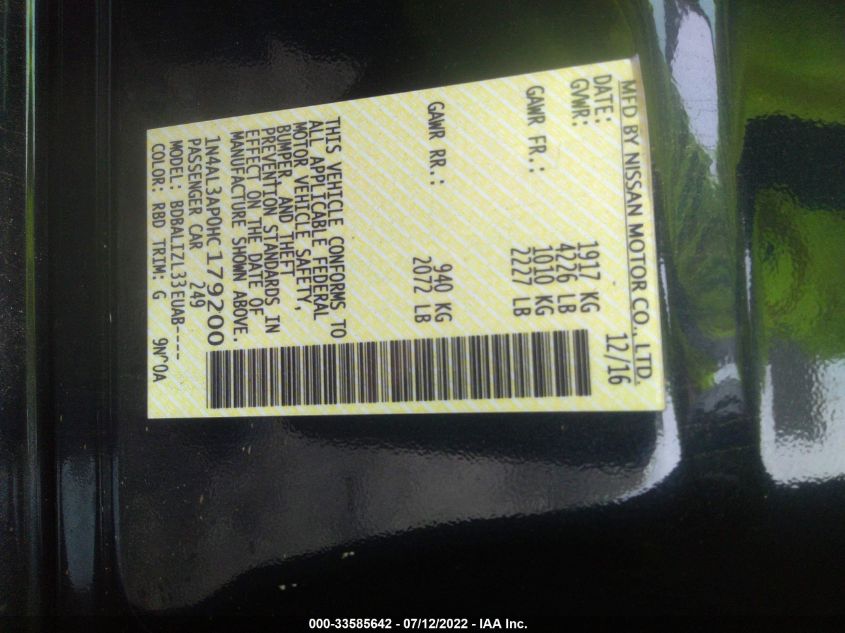 MFD BY NISSAN MOTOR CO., LTD.
DATE: 12/16
GVWR: 1917 KG
4226 LB
GAWR FR.: 1010 KG
2227 LB
GAWR RR.: 940 KG
2072 LB
THIS VEHICLE CONFORMS TO
ALL APPLICABLE FEDERAL
MOTOR VEHICLE SAFETY,
BUMPER, AND THEFT
PREVENTION STANDARDS IN
EFFECT ON THE DATE OF
MANUFACTURE SHOWN ABOVE.
1N4AL3AP0HC179200
PASSENGER CAR 249
MODEL: BDBALIZL33EUAB----
COLOR: RBD TRIM: G 9N^0A
000-33585642 - 07/12/2022 - IAA Inc.